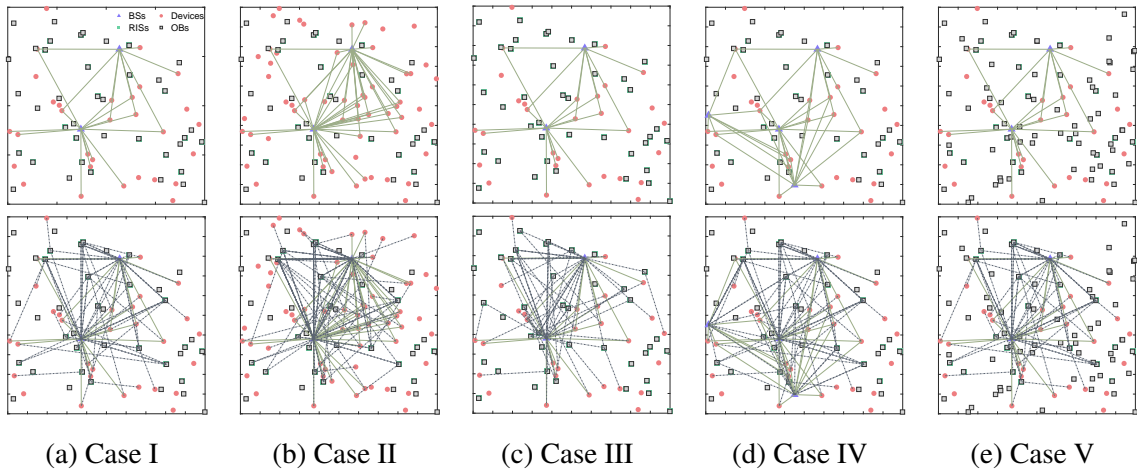 BSs Devices
RISs OBs
(a) Case I (b) Case II (c) Case III (d) Case IV (e) Case V